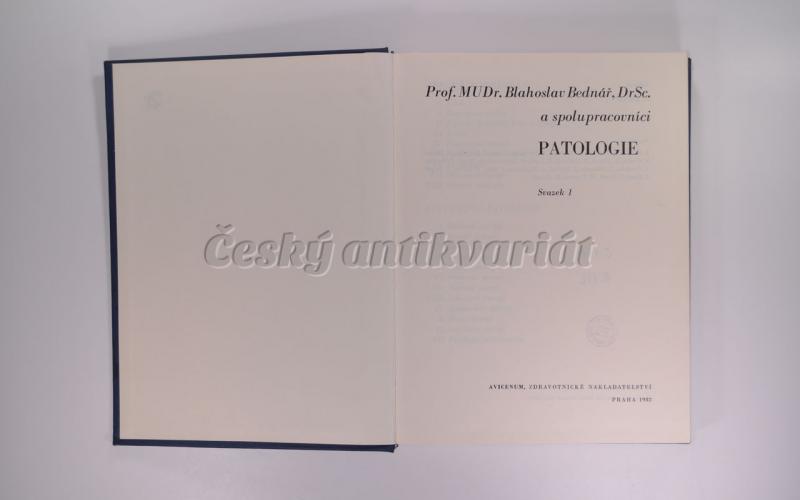 Prof. MUDr. Blahoslav Bednář, DrSc.
a spolupracovníci
PATOLOGIE
Svazek 1
Český antikvariát
AVICENUM, ZDRAVOTNICKÉ NAKLADATELSTVÍ
PRAHA 1982